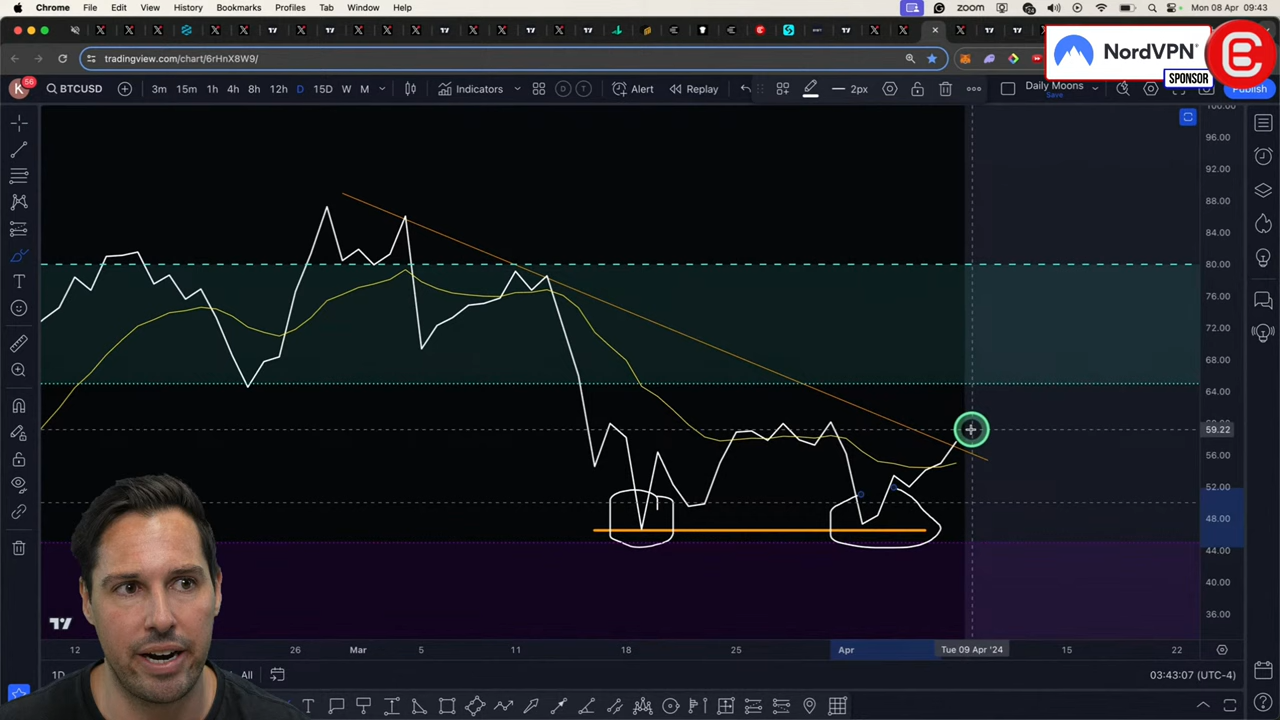 Chrome File Edit View History Bookmarks Profiles Tab Window Help zoom Mon 08 Apr 09:43
tradingview.com/chart/6rHnX8W9/
NordVPN®
SPONSOR
K 56 BTCUSD 3m 15m 1h 4h 8h 12h D 15D W M Indicators Alert Replay 2px Daily Moons Save Publish
100.00
96.00
92.00
88.00
84.00
80.00
76.00
72.00
68.00
64.00
59.22
56.00
52.00
48.00
44.00
40.00
36.00
12 26 Mar 5 11 18 25 Apr Tue 09 Apr '24 15 22
1D All 03:43:07 (UTC-4)